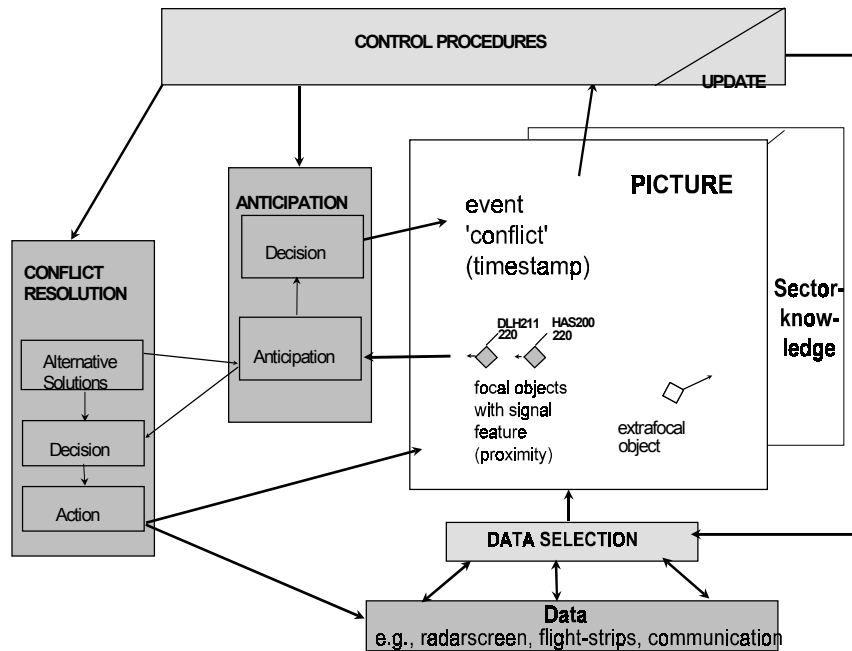 CONTROL PROCEDURES
UPDATE
PICTURE
event
'conflict'
(timestamp)
ANTICIPATION
Decision
Anticipation
CONFLICT
RESOLUTION
Alternative
Solutions
Decision
Action
DLH211
220
HAS200
220
focal objects
with signal
feature
(proximity)
extrafocal
object
Sector-
know-
ledge
DATA SELECTION
Data
e.g., radarscreen, flight-strips, communication